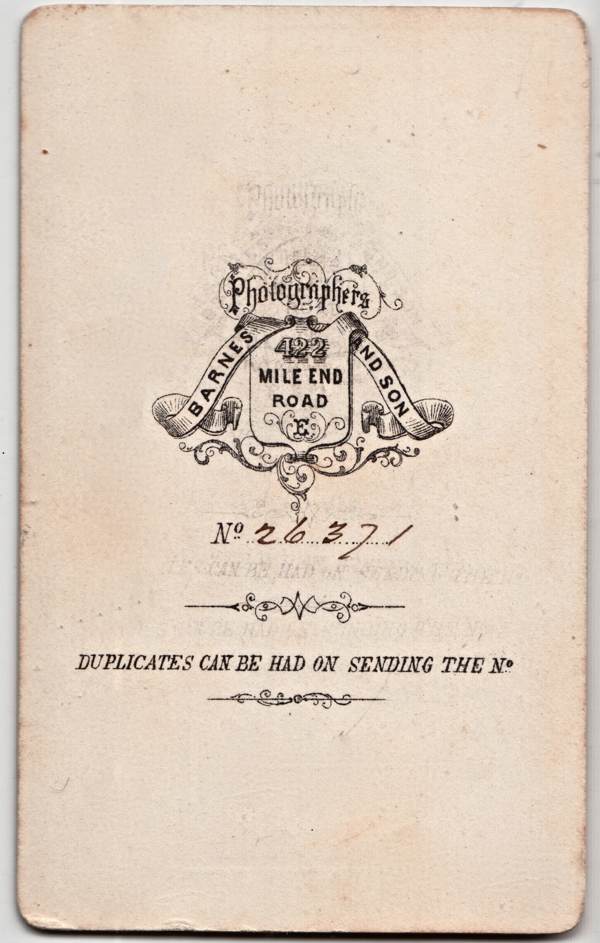 Photographers
BARNES AND SON
422
MILE END
ROAD
E
Nº 26371
DUPLICATES CAN BE HAD ON SENDING THE Nº